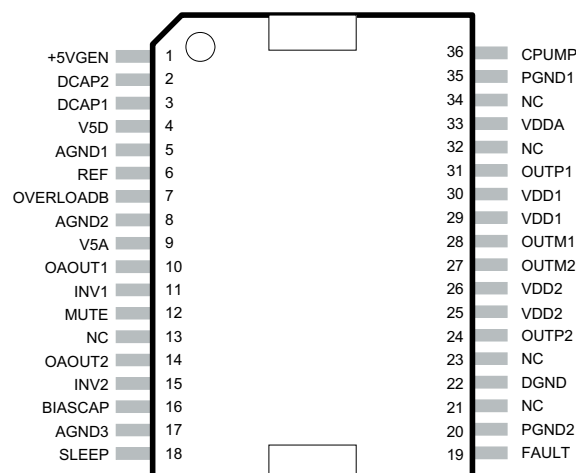 +5VGEN 1 36 CPUMP
DCAP2 2 35 PGND1
DCAP1 3 34 NC
V5D 4 33 VDDA
AGND1 5 32 NC
REF 6 31 OUTP1
OVERLOADB 7 30 VDD1
AGND2 8 29 VDD1
V5A 9 28 OUTM1
OAOUT1 10 27 OUTM2
INV1 11 26 VDD2
MUTE 12 25 VDD2
NC 13 24 OUTP2
OAOUT2 14 23 NC
INV2 15 22 DGND
BIASCAP 16 21 NC
AGND3 17 20 PGND2
SLEEP 18 19 FAULT